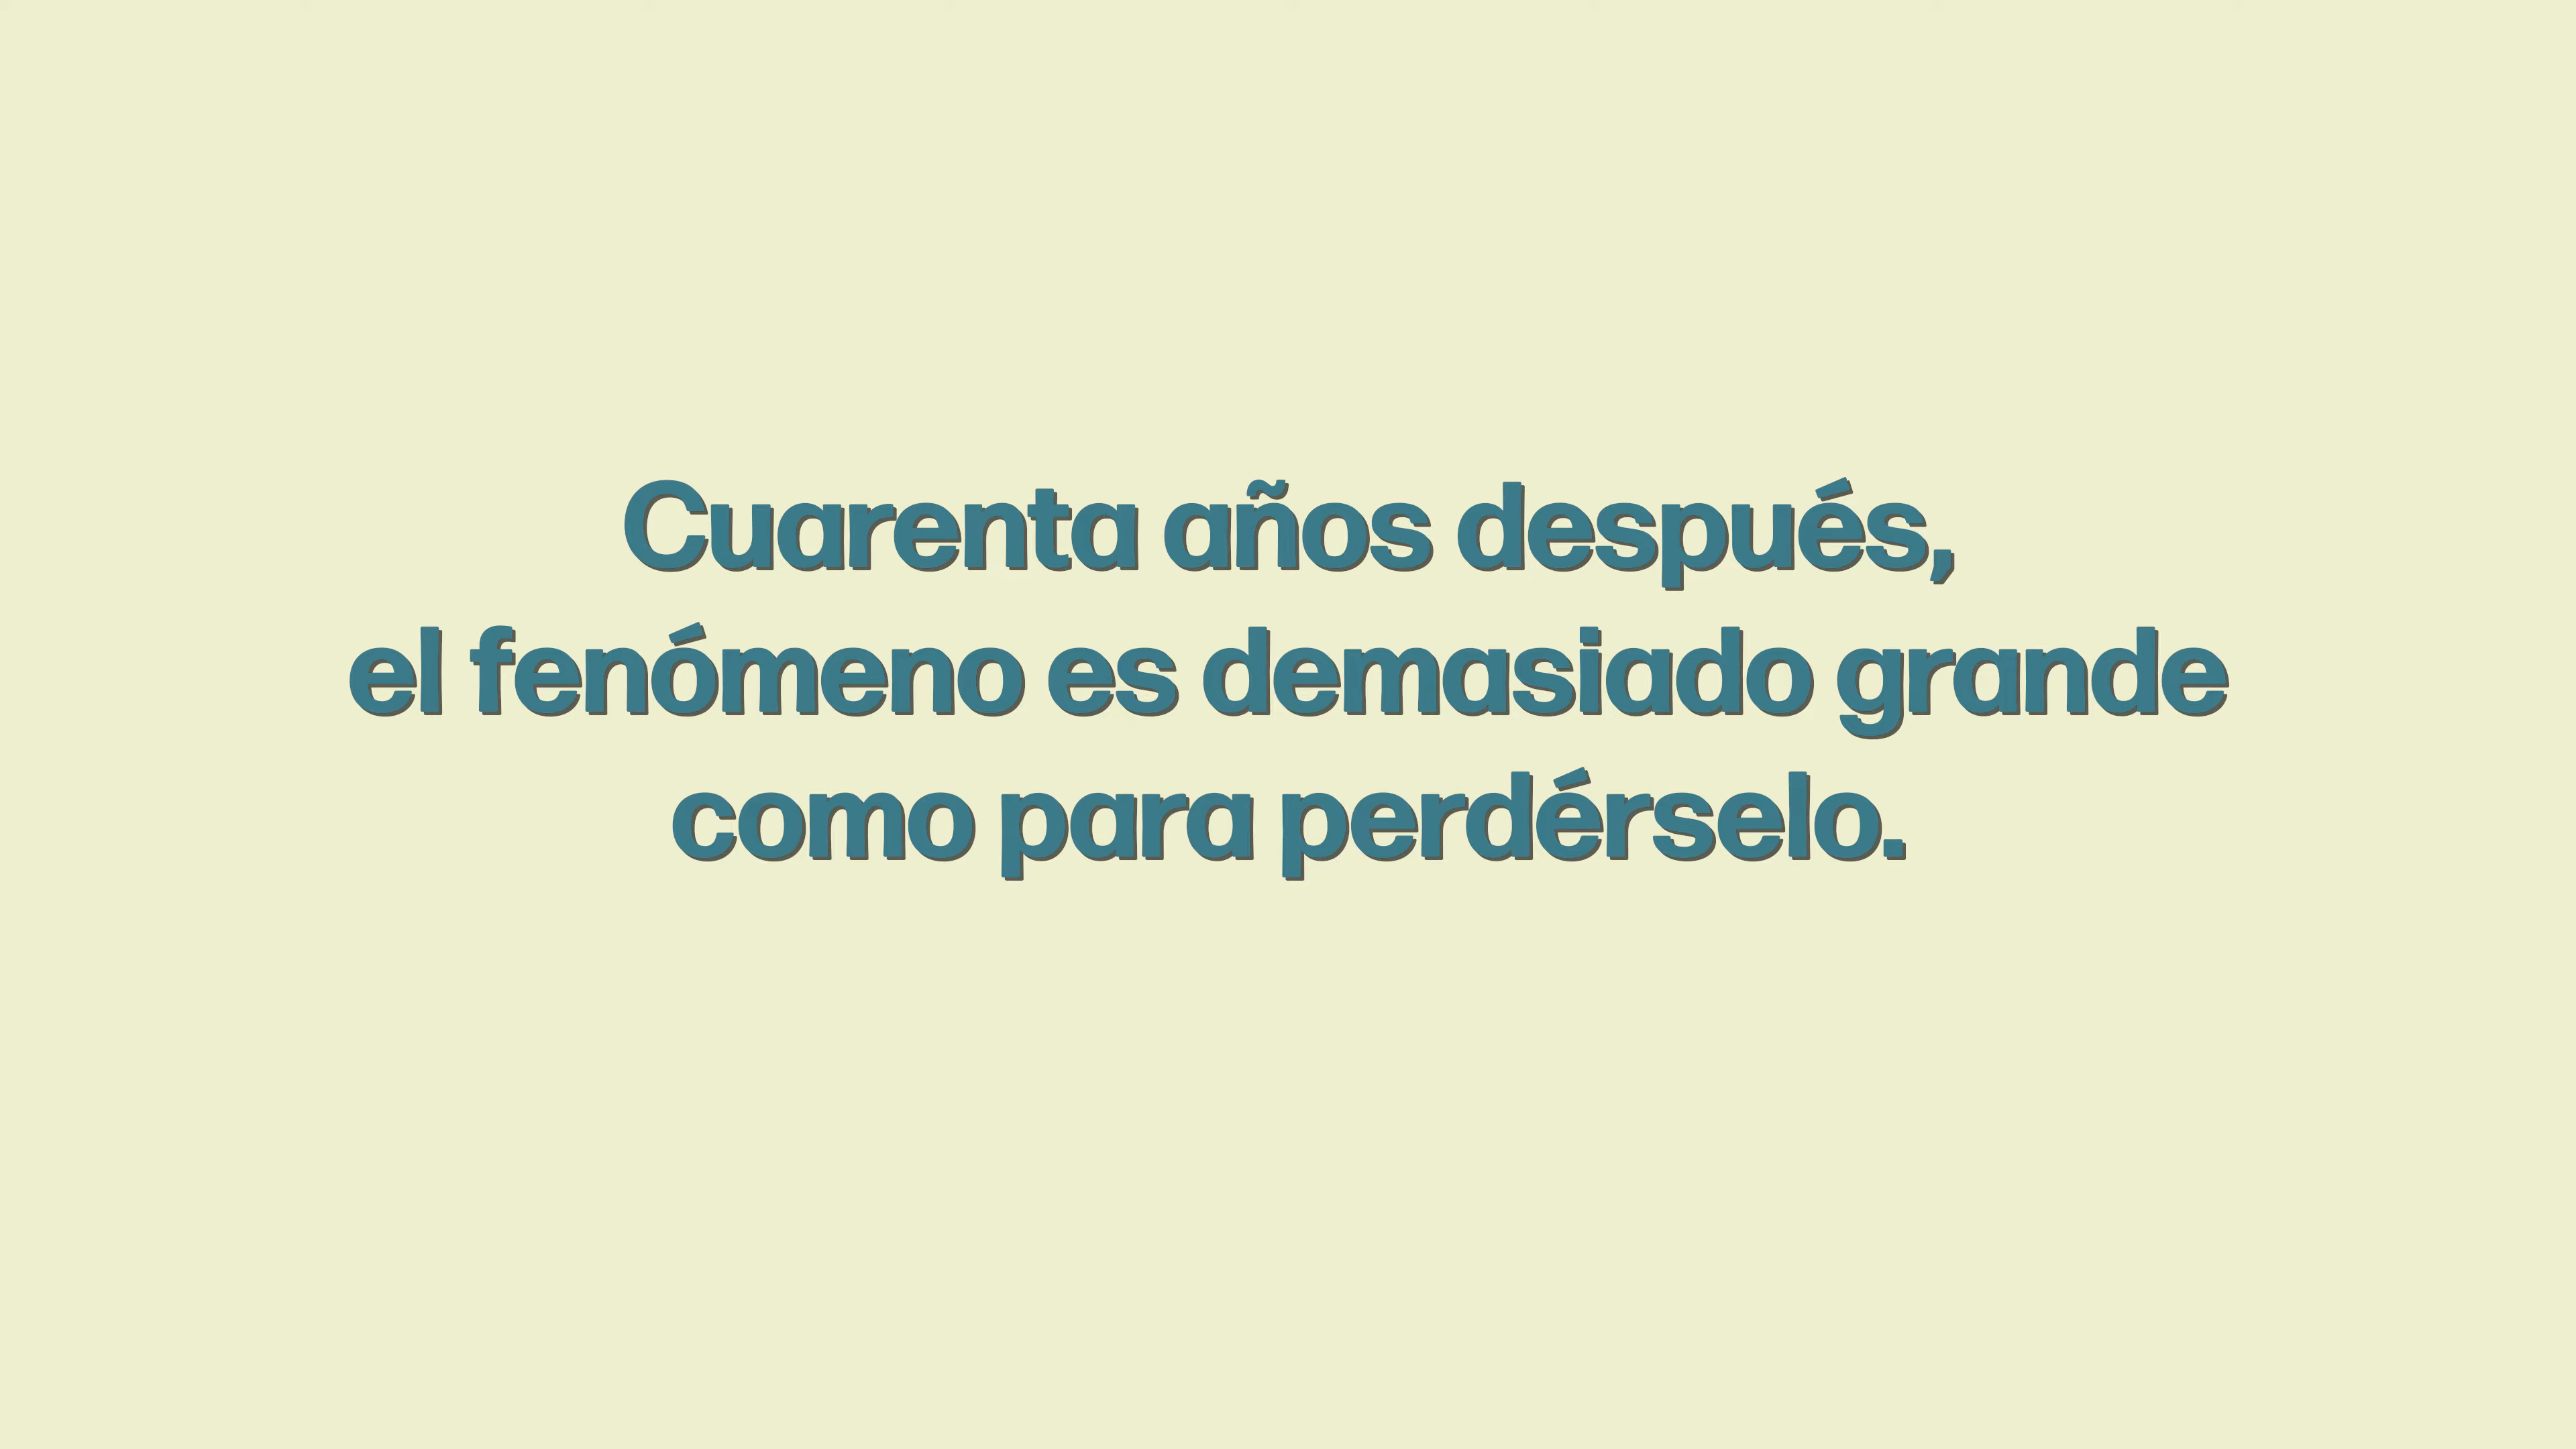 Cuarenta años después,
el fenómeno es demasiado grande
como para perdérselo.